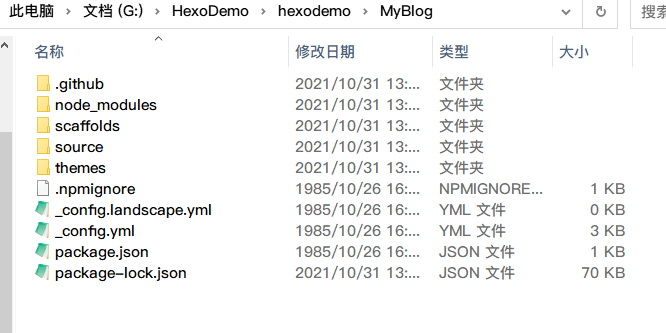 此电脑 > 文档 (G:) > HexoDemo > hexodemo > MyBlog 搜索
名称 修改日期 类型 大小
.github 2021/10/31 13:... 文件夹
node_modules 2021/10/31 13:... 文件夹
scaffolds 2021/10/31 13:... 文件夹
source 2021/10/31 13:... 文件夹
themes 2021/10/31 13:... 文件夹
.npmignore 1985/10/26 16:... NPMIGNORE... 1 KB
_config.landscape.yml 1985/10/26 16:... YML 文件 0 KB
_config.yml 1985/10/26 16:... YML 文件 3 KB
package.json 1985/10/26 16:... JSON 文件 1 KB
package-lock.json 2021/10/31 13:... JSON 文件 70 KB